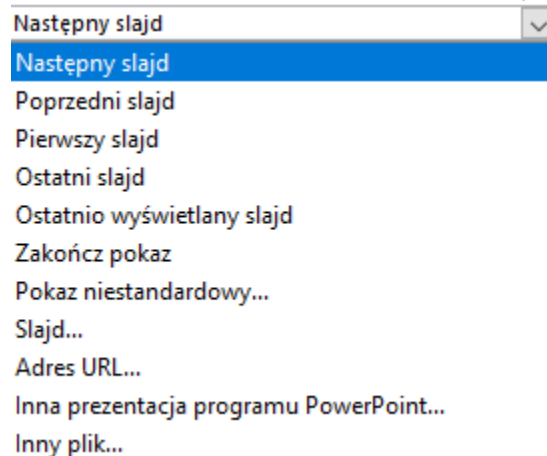 Następny slajd
Następny slajd
Poprzedni slajd
Pierwszy slajd
Ostatni slajd
Ostatnio wyświetlany slajd
Zakończ pokaz
Pokaz niestandardowy...
Slajd...
Adres URL...
Inna prezentacja programu PowerPoint...
Inny plik...